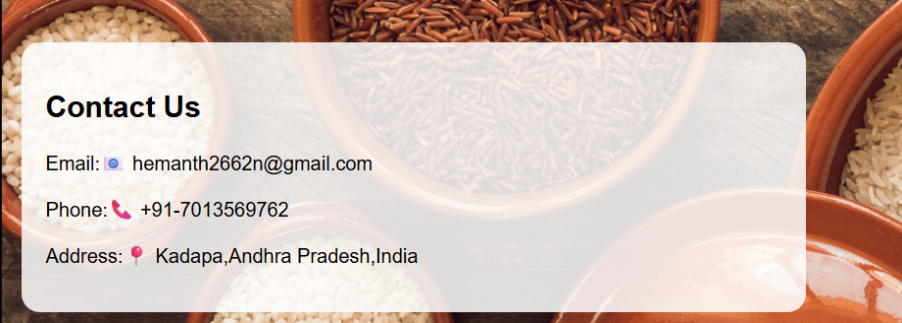 Contact Us
Email: 📧 hemanth2662n@gmail.com
Phone: 📞 +91-7013569762
Address: 📍 Kadapa,Andhra Pradesh,India